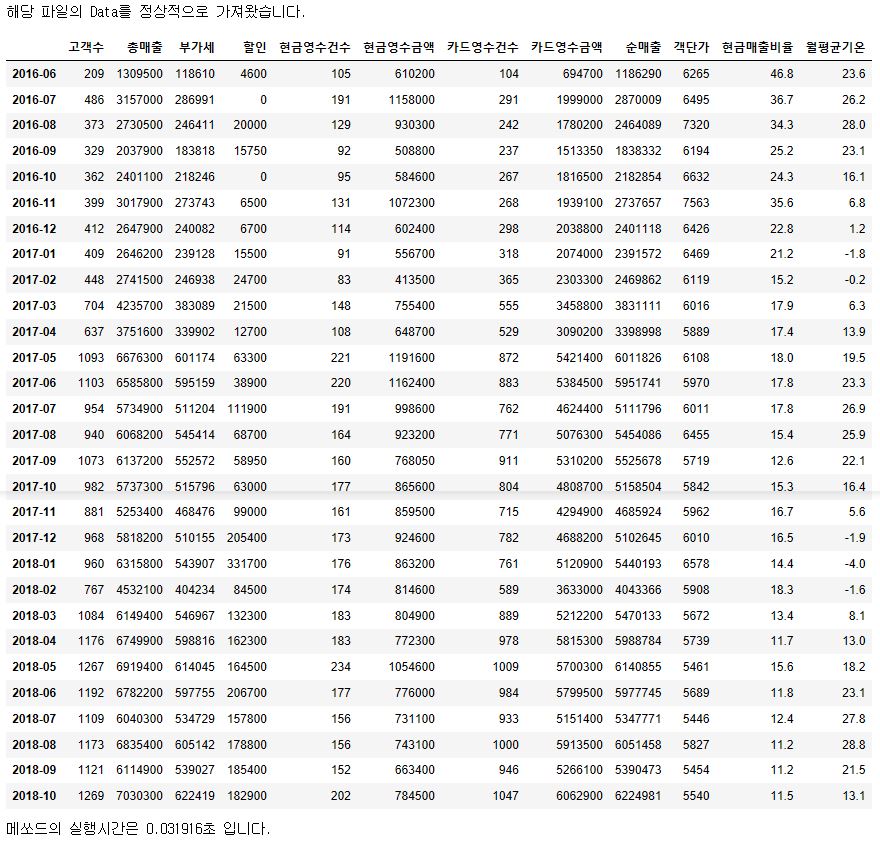 해당 파일의 Data를 정상적으로 가져왔습니다.
고객수 총매출 부가세 할인 현금영수건수 현금영수금액 카드영수건수 카드영수금액 순매출 객단가 현금매출비율 월평균기온
2016-06 209 1309500 118610 4600 105 610200 104 694700 1186290 6265 46.8 23.6
2016-07 486 3157000 286991 0 191 1158000 291 1999000 2870009 6495 36.7 26.2
2016-08 373 2730500 246411 20000 129 930300 242 1780200 2464089 7320 34.3 28.0
2016-09 329 2037900 183818 15750 92 508800 237 1513350 1838332 6194 25.2 23.1
2016-10 362 2401100 218246 0 95 584600 267 1816500 2182854 6632 24.3 16.1
2016-11 399 3017900 273743 6500 131 1072300 268 1939100 2737657 7563 35.6 6.8
2016-12 412 2647900 240082 6700 114 602400 298 2038800 2401118 6426 22.8 1.2
2017-01 409 2646200 239128 15500 91 556700 318 2074000 2391572 6469 21.2 -1.8
2017-02 448 2741500 246938 24700 83 413500 365 2303300 2469862 6119 15.2 -0.2
2017-03 704 4235700 383089 21500 148 755400 555 3458800 3831111 6016 17.9 6.3
2017-04 637 3751600 339902 12700 108 648700 529 3090200 3398998 5889 17.4 13.9
2017-05 1093 6676300 601174 63300 221 1191600 872 5421400 6011826 6108 18.0 19.5
2017-06 1103 6585800 595159 38900 220 1162400 883 5384500 5951741 5970 17.8 23.3
2017-07 954 5734900 511204 111900 191 998600 762 4624400 5111796 6011 17.8 26.9
2017-08 940 6068200 545414 68700 164 923200 771 5076300 5454086 6455 15.4 25.9
2017-09 1073 6137200 552572 58950 160 768050 911 5310200 5525678 5719 12.6 22.1
2017-10 982 5737300 515796 63000 177 865600 804 4808700 5158504 5842 15.3 16.4
2017-11 881 5253400 468476 99000 161 859500 715 4294900 4685924 5962 16.7 5.6
2017-12 968 5818200 510155 205400 173 924600 782 4688200 5102645 6010 16.5 -1.9
2018-01 960 6315800 543907 331700 176 863200 761 5120900 5440193 6578 14.4 -4.0
2018-02 767 4532100 404234 84500 174 814600 589 3633000 4043366 5908 18.3 -1.6
2018-03 1084 6149400 546967 132300 183 804900 889 5212200 5470133 5672 13.4 8.1
2018-04 1176 6749900 598816 162300 183 772300 978 5815300 5988784 5739 11.7 13.0
2018-05 1267 6919400 614045 164500 234 1054600 1009 5700300 6140855 5461 15.6 18.2
2018-06 1192 6782200 597755 206700 177 776000 984 5799500 5977745 5689 11.8 23.1
2018-07 1109 6040300 534729 157800 156 731100 933 5151400 5347771 5446 12.4 27.8
2018-08 1173 6835400 605142 178800 156 743100 1000 5913500 6051458 5827 11.2 28.8
2018-09 1121 6114900 539027 185400 152 663400 946 5266100 5390473 5454 11.2 21.5
2018-10 1269 7030300 622419 182900 202 784500 1047 6062900 6224981 5540 11.5 13.1
메쏘드의 실행시간은 0.031916초 입니다.